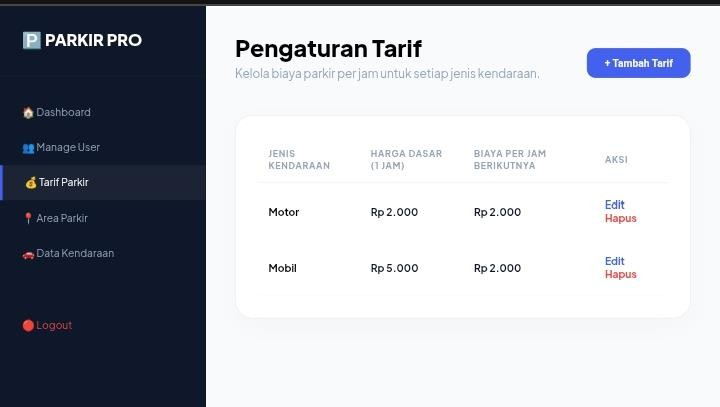 🅿️ PARKIR PRO
🏠 Dashboard
👥 Manage User
💰 Tarif Parkir
📍 Area Parkir
🚗 Data Kendaraan
🔴 Logout
Pengaturan Tarif
Kelola biaya parkir per jam untuk setiap jenis kendaraan.
+ Tambah Tarif
JENIS
KENDARAAN
HARGA DASAR
(1 JAM)
BIAYA PER JAM
BERIKUTNYA
AKSI
Motor
Rp 2.000
Rp 2.000
Edit
Hapus
Mobil
Rp 5.000
Rp 2.000
Edit
Hapus